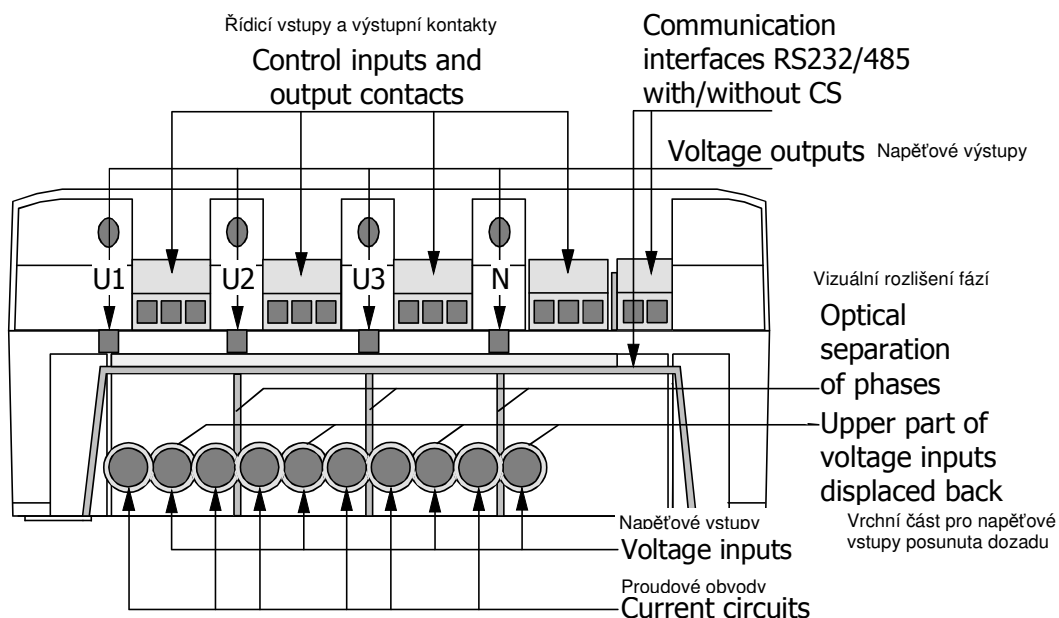 Řídicí vstupy a výstupní kontakty
Control inputs and
output contacts
Communication
interfaces RS232/485
with/without CS
Voltage outputs
Napěťové výstupy
U1
U2
U3
N
Vizuální rozlišení fází
Optical
separation
of phases
Upper part of
voltage inputs
displaced back
Vrchní část pro napěťové
vstupy posunuta dozadu
Napěťové vstupy
Voltage inputs
Proudové obvody
Current circuits